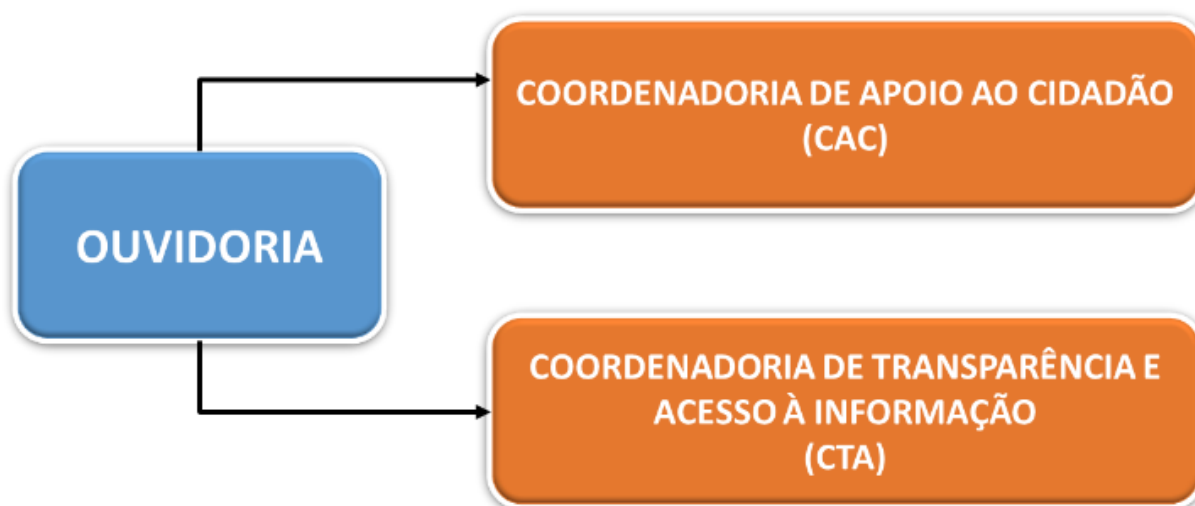 OUVIDORIA
COORDENADORIA DE APOIO AO CIDADÃO
(CAC)
COORDENADORIA DE TRANSPARÊNCIA E
ACESSO À INFORMAÇÃO
(CTA)